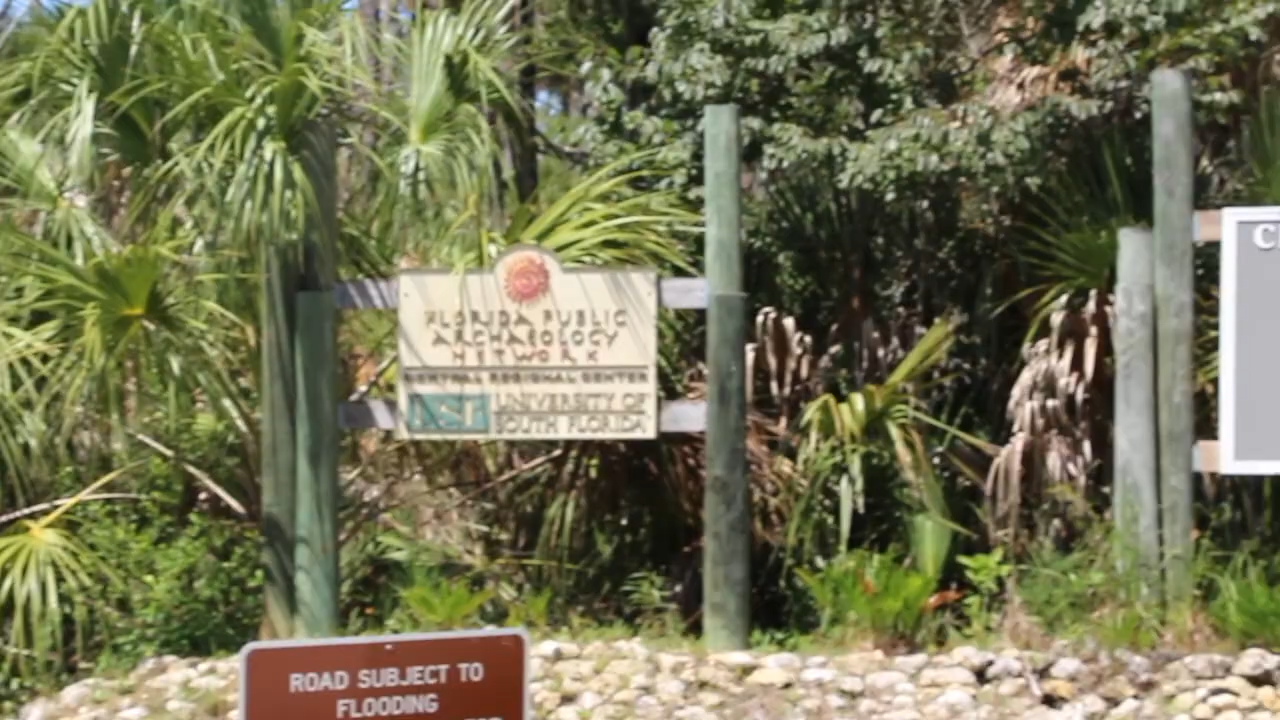 FLORIDA PUBLIC
ARCHAEOLOGY
NETWORK
CENTRAL REGIONAL CENTER
USF UNIVERSITY OF
SOUTH FLORIDA
C
ROAD SUBJECT TO
FLOODING